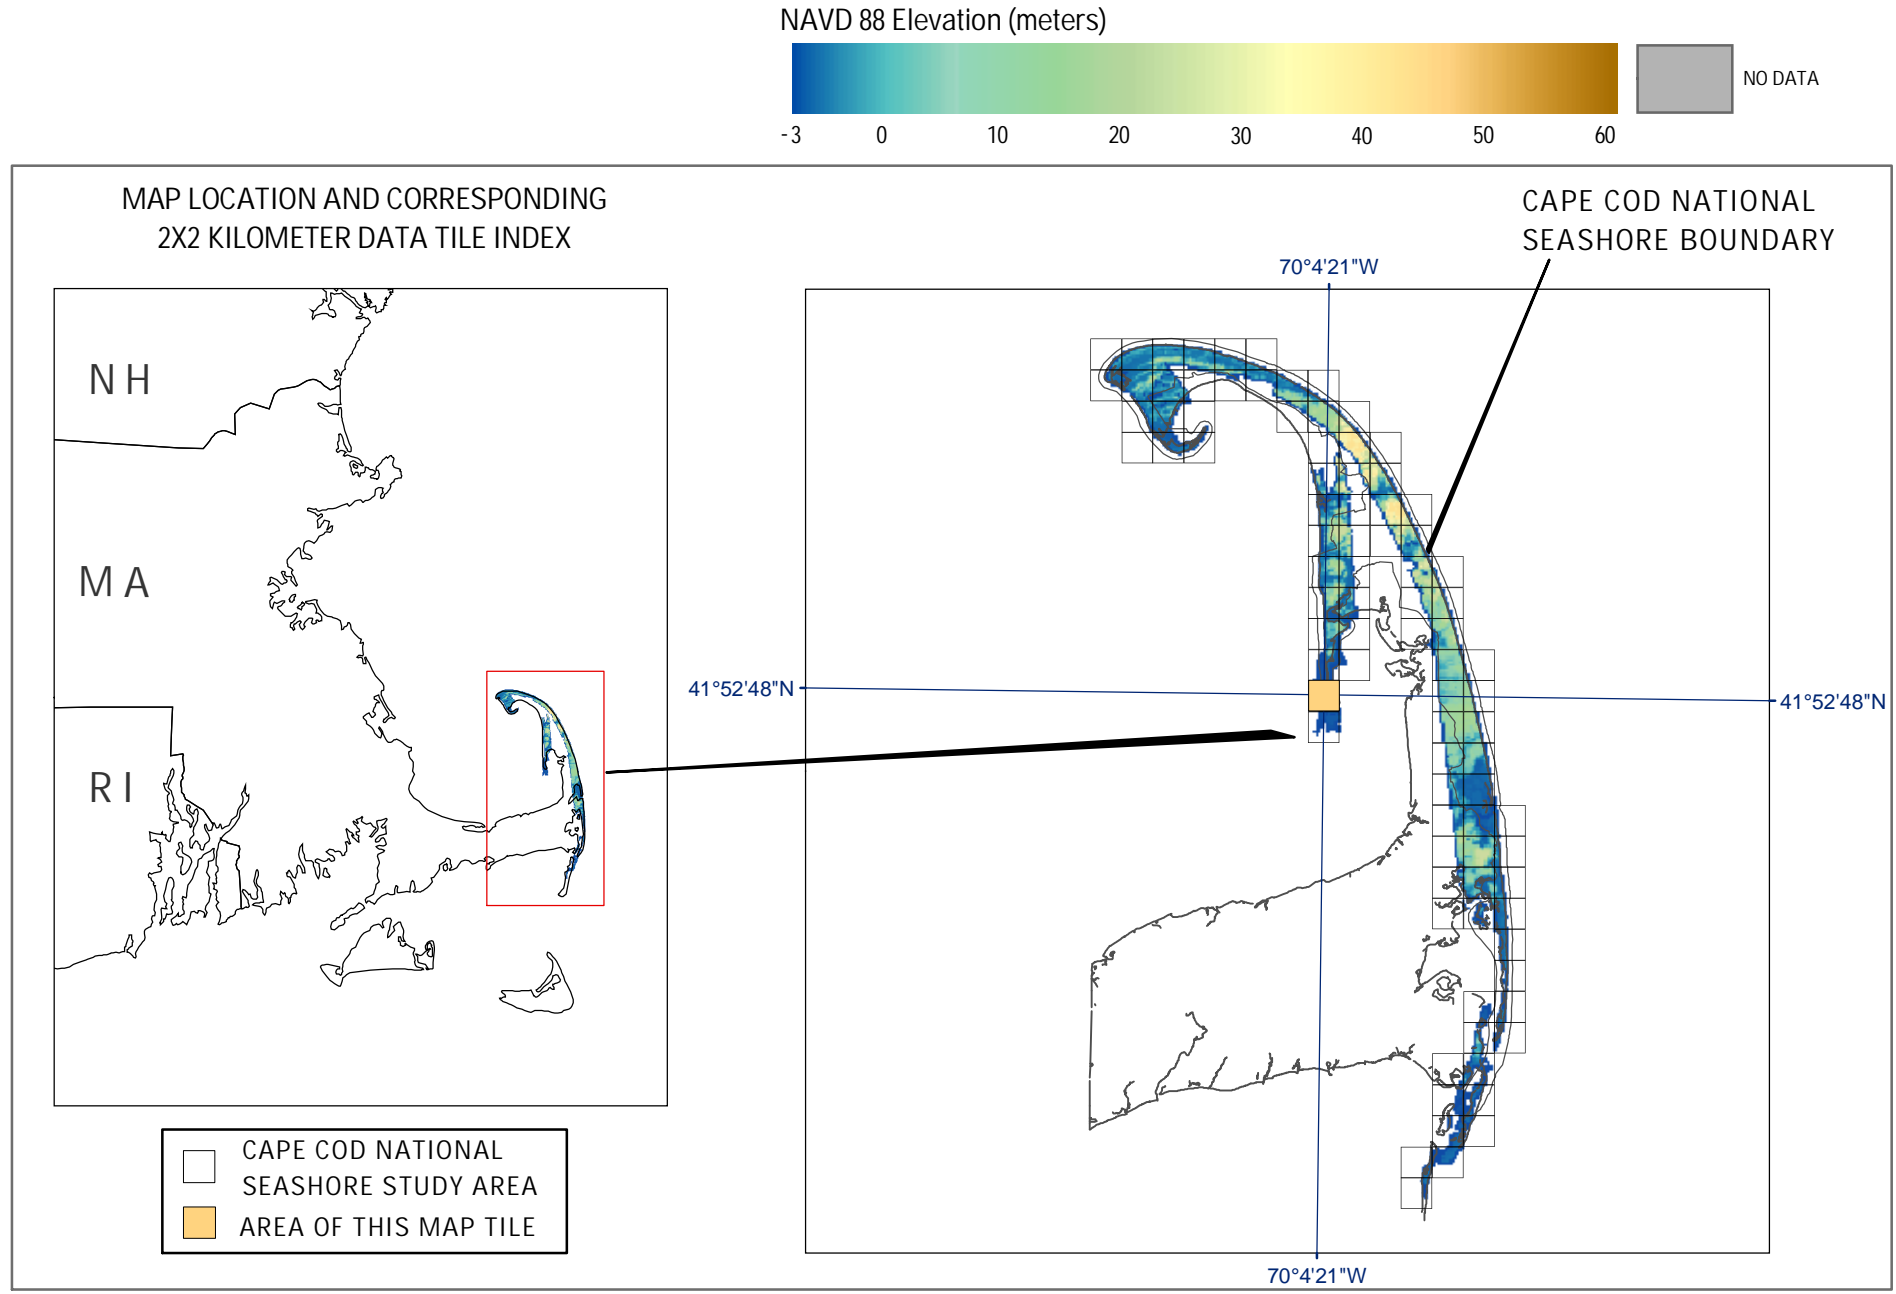 NAVD 88 Elevation (meters)
-3 0 10 20 30 40 50 60
NO DATA
MAP LOCATION AND CORRESPONDING
2X2 KILOMETER DATA TILE INDEX
CAPE COD NATIONAL
SEASHORE BOUNDARY
70°4'21"W
NH
MA
RI
41°52'48"N
41°52'48"N
CAPE COD NATIONAL
SEASHORE STUDY AREA
AREA OF THIS MAP TILE
70°4'21"W